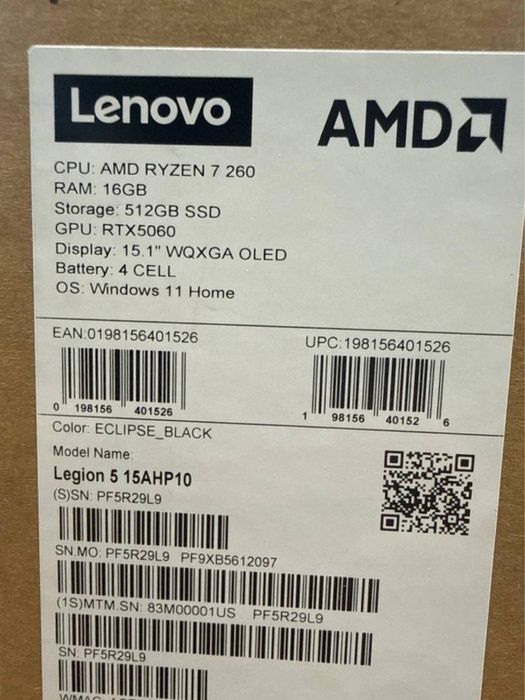 Lenovo
AMD
CPU: AMD RYZEN 7 260
RAM: 16GB
Storage: 512GB SSD
GPU: RTX5060
Display: 15.1" WQXGA OLED
Battery: 4 CELL
OS: Windows 11 Home
EAN:0198156401526
UPC:198156401526
0 198156 401526
1 98156 40152 6
Color: ECLIPSE_BLACK
Model Name:
Legion 5 15AHP10
(S)SN: PF5R29L9
SN.MO: PF5R29L9 PF9XB5612097
(1S)MTM.SN: 83M00001US PF5R29L9
SN: PF5R29L9